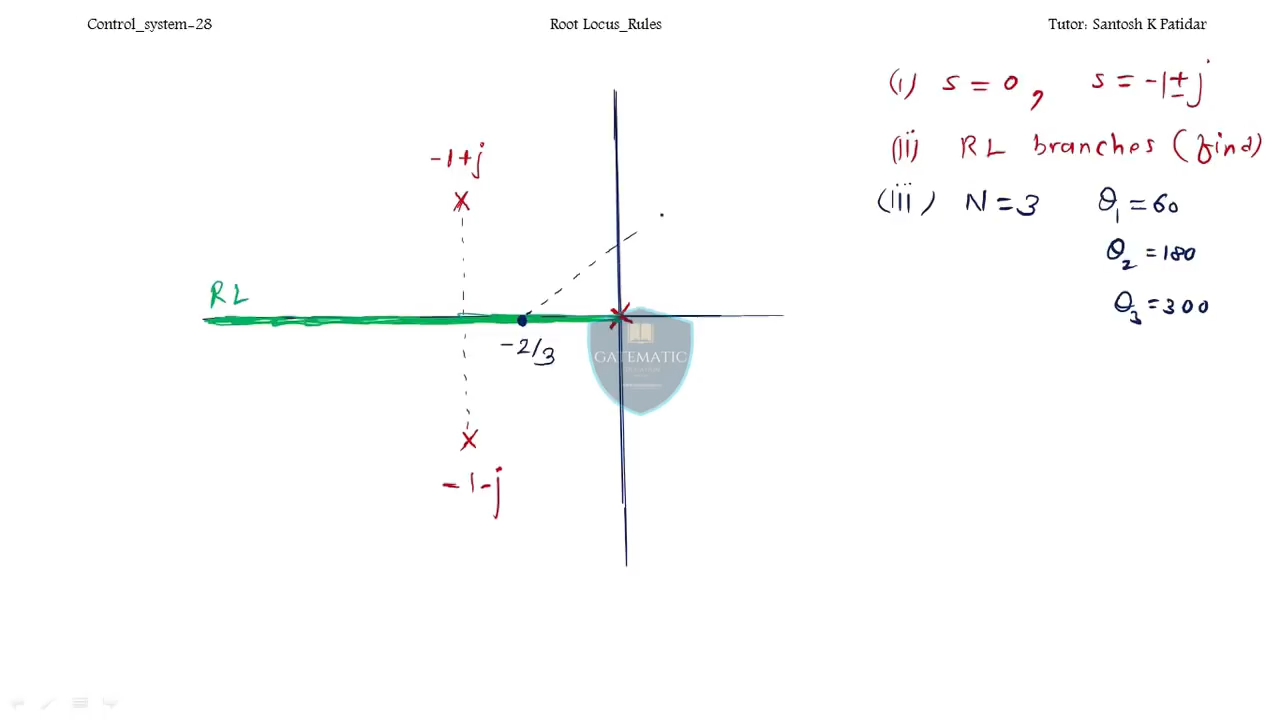 Control_system-28
Root Locus_Rules
Tutor: Santosh K Patidar
(i) s = 0, s = -1±j
(ii) RL branches (find)
(iii) N = 3 θ₁ = 60
θ₂ = 180
θ₃ = 300
-1+j
x
RL
x
-2/3
GATEMATIC
x
-1-j